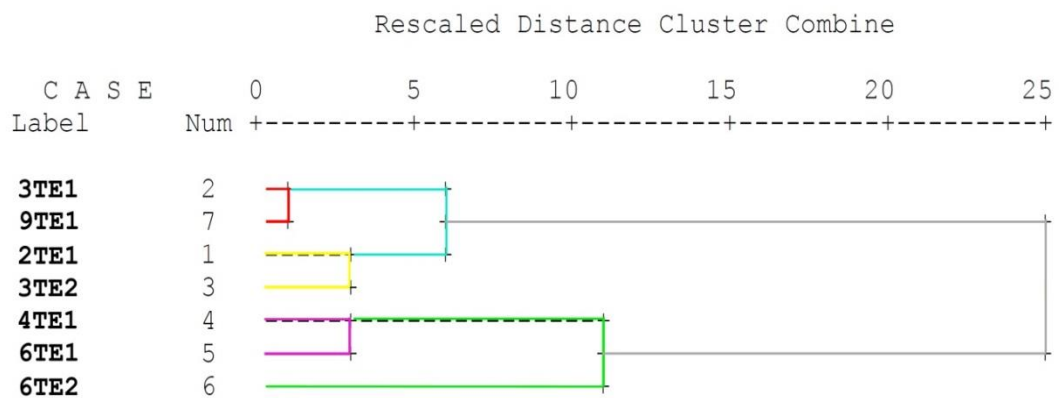 Rescaled Distance Cluster Combine
C A S E 0 5 10 15 20 25
Label Num +---------+---------+---------+---------+---------+
3TE1 2
9TE1 7
2TE1 1
3TE2 3
4TE1 4
6TE1 5
6TE2 6